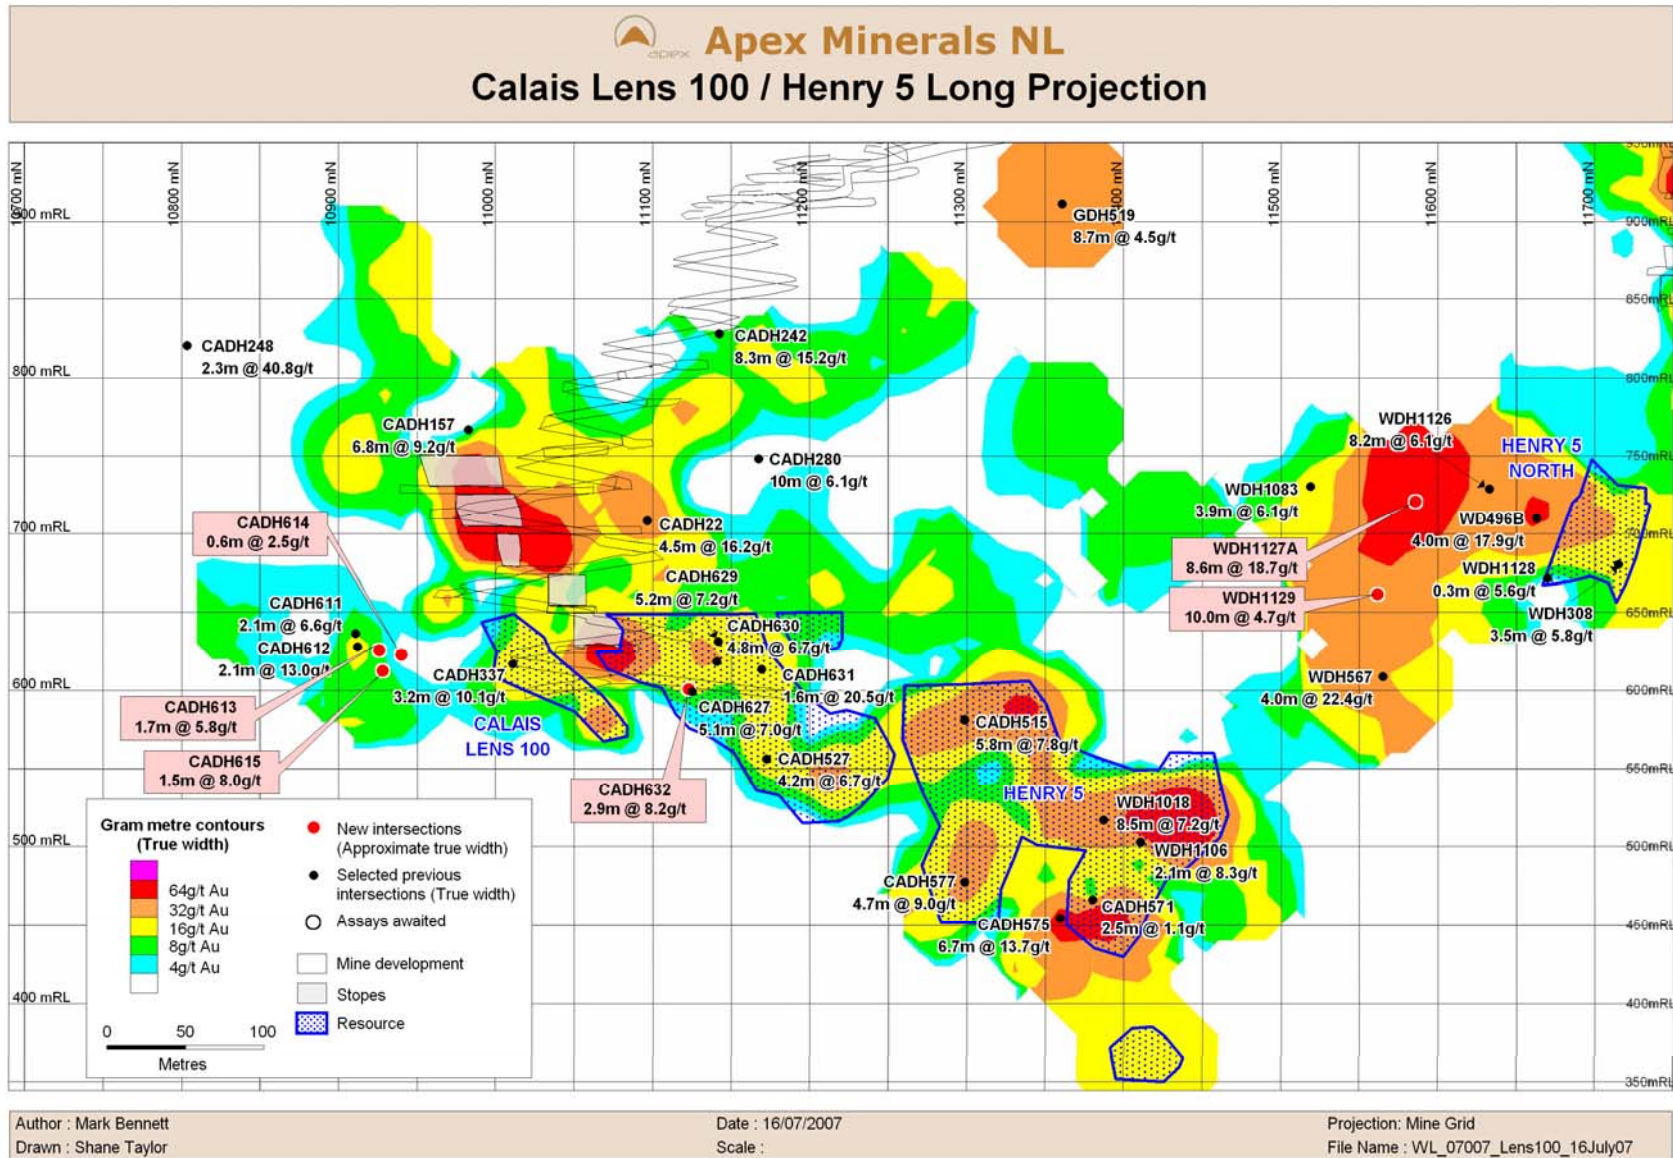 apex
Apex Minerals NL
Calais Lens 100 / Henry 5 Long Projection
10700 mN
10800 mN
10900 mN
11000 mN
11100 mN
11200 mN
11300 mN
11400 mN
11500 mN
11600 mN
11700 mN
950mRL
900 mRL
900mRL
GDH519
8.7m @ 4.5g/t
850mRL
CADH248
2.3m @ 40.8g/t
CADH242
8.3m @ 15.2g/t
800 mRL
800mRL
CADH157
6.8m @ 9.2g/t
WDH1126
8.2m @ 6.1g/t
HENRY 5
NORTH
750mRL
CADH280
10m @ 6.1g/t
WDH1083
3.9m @ 6.1g/t
CADH614
0.6m @ 2.5g/t
700 mRL
CADH22
4.5m @ 16.2g/t
WD496B
4.0m @ 17.9g/t
700mRL
WDH1127A
8.6m @ 18.7g/t
CADH629
5.2m @ 7.2g/t
WDH1128
0.3m @ 5.6g/t
WDH1129
10.0m @ 4.7g/t
CADH611
2.1m @ 6.6g/t
650mRL
WDH308
3.5m @ 5.8g/t
CADH630
4.8m @ 6.7g/t
CADH612
2.1m @ 13.0g/t
CADH337
3.2m @ 10.1g/t
CADH631
1.6m @ 20.5g/t
WDH567
4.0m @ 22.4g/t
600 mRL
600mRL
CADH613
1.7m @ 5.8g/t
CALAIS
LENS 100
CADH627
5.1m @ 7.0g/t
CADH515
5.8m @ 7.8g/t
CADH615
1.5m @ 8.0g/t
CADH527
4.2m @ 6.7g/t
550mRL
CADH632
2.9m @ 8.2g/t
HENRY 5
WDH1018
8.5m @ 7.2g/t
500 mRL
500mRL
WDH1106
2.1m @ 8.3g/t
CADH577
4.7m @ 9.0g/t
CADH571
2.5m @ 1.1g/t
CADH575
6.7m @ 13.7g/t
450mRL
400 mRL
400mRL
350mRL
Gram metre contours
(True width)
64g/t Au
32g/t Au
16g/t Au
8g/t Au
4g/t Au
0 50 100
Metres
New intersections
(Approximate true width)
Selected previous
intersections (True width)
Assays awaited
Mine development
Stopes
Resource
Author : Mark Bennett
Date : 16/07/2007
Projection: Mine Grid
Drawn : Shane Taylor
Scale :
File Name : WL_07007_Lens100_16July07